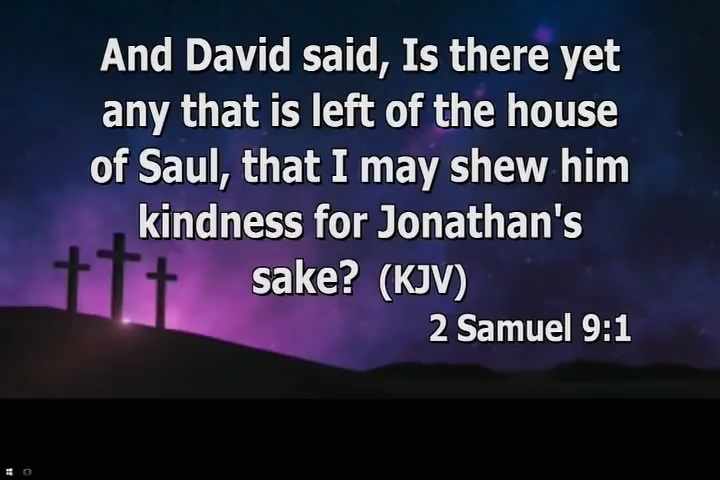 And David said, Is there yet
any that is left of the house
of Saul, that I may shew him
kindness for Jonathan's
sake? (KJV)
2 Samuel 9:1